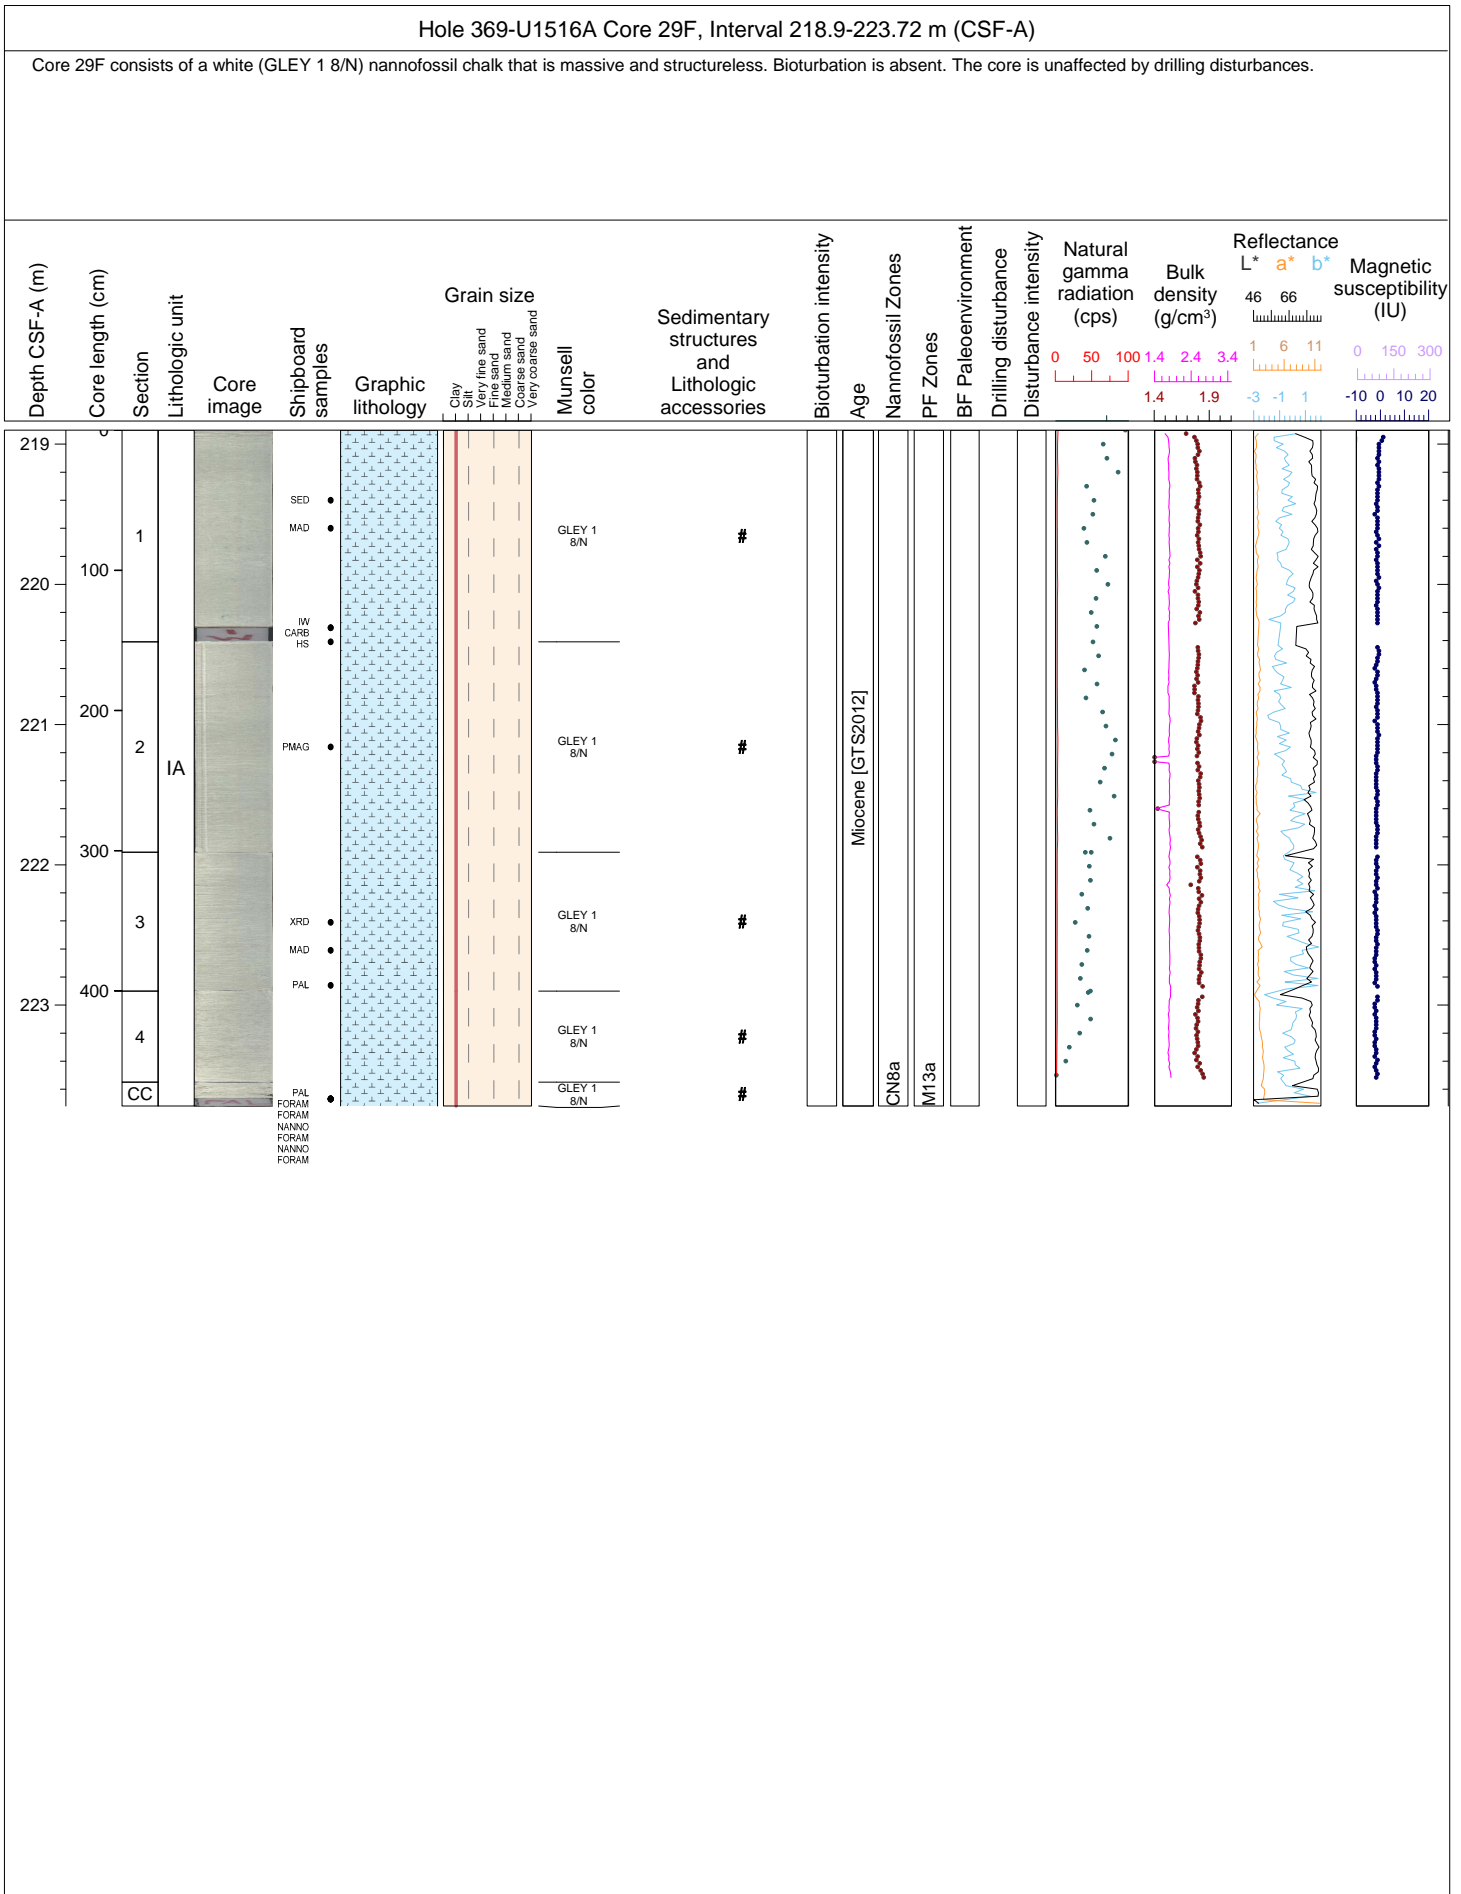 Hole 369-U1516A Core 29F, Interval 218.9-223.72 m (CSF-A)
Core 29F consists of a white (GLEY 1 8/N) nannofossil chalk that is massive and structureless. Bioturbation is absent. The core is unaffected by drilling disturbances.
Depth CSF-A (m)
Core length (cm)
Section
Lithologic unit
Core
image
Shipboard
samples
Graphic
lithology
Grain size
Clay
Silt
Very fine sand
Fine sand
Medium sand
Coarse sand
Very coarse sand
Munsell
color
Sedimentary
structures
and
Lithologic
accessories
Bioturbation intensity
Age
Nannofossil Zones
PF Zones
BF Paleoenvironment
Drilling disturbance
Disturbance intensity
Natural
gamma
radiation
(cps)
0 50 100
Bulk
density
(g/cm³)
1.4 2.4 3.4
1.4 1.9
Reflectance
L* a* b*
46 66
1 6 11
-3 -1 1
Magnetic
susceptibility
(IU)
0 150 300
-10 0 10 20
219
220
221
222
223
0
100
200
300
400
1
2
3
4
CC
IA
SED
MAD
IW
CARB
HS
PMAG
XRD
MAD
PAL
PAL
FORAM
FORAM
NANNO
FORAM
NANNO
FORAM
GLEY 1
8/N
GLEY 1
8/N
GLEY 1
8/N
GLEY 1
8/N
GLEY 1
8/N
#
#
#
#
#
Miocene [GTS2012]
CN8a
M13a